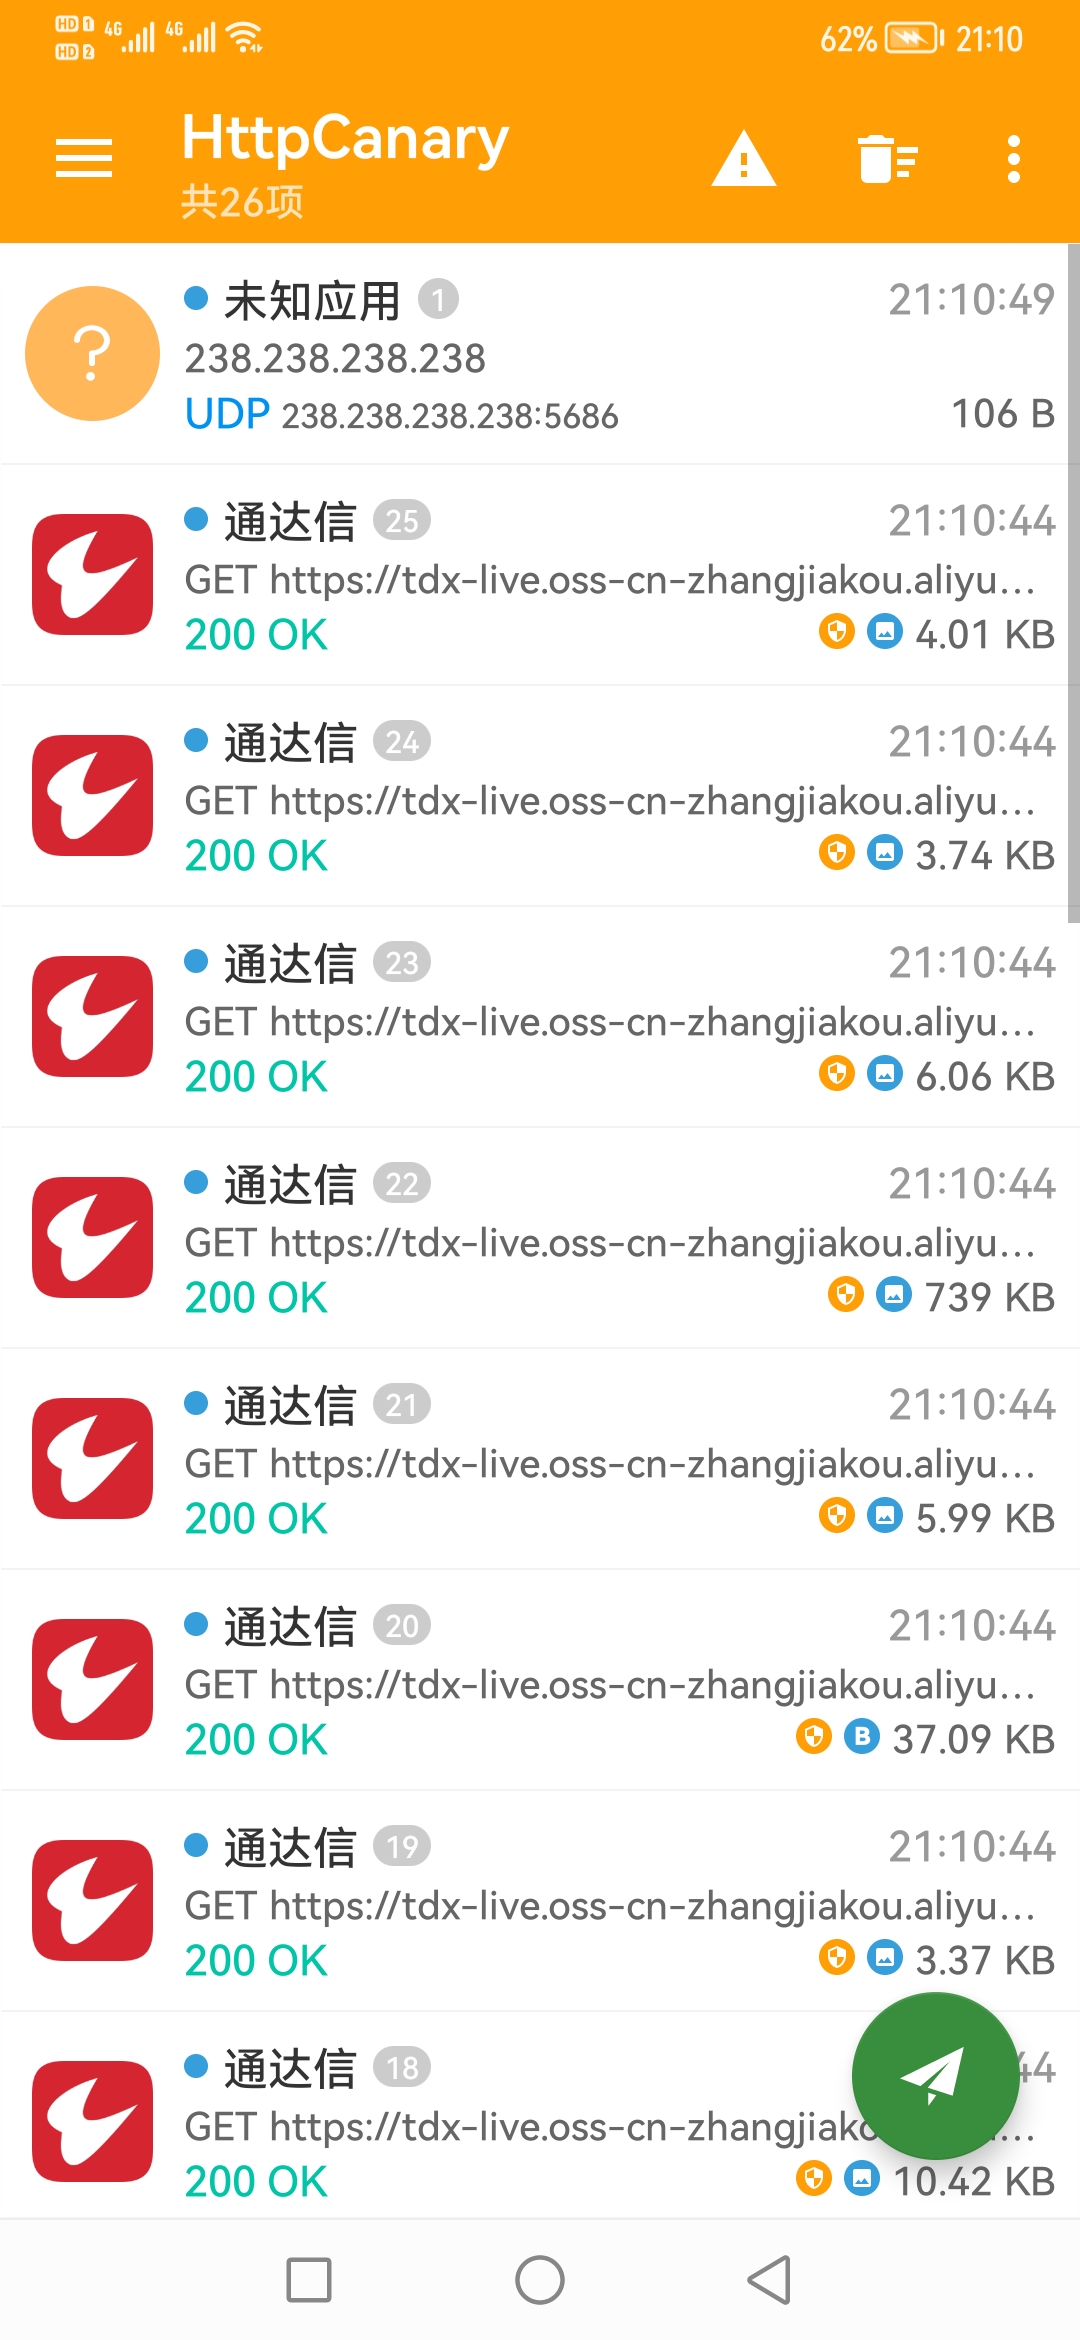 HD 1 4G 4G
HD 2
62% 21:10
HttpCanary
共26项
?
未知应用 1 21:10:49
238.238.238.238
UDP 238.238.238.238:5686 106 B
通达信 25 21:10:44
GET https://tdx-live.oss-cn-zhangjiakou.aliyu...
200 OK 4.01 KB
通达信 24 21:10:44
GET https://tdx-live.oss-cn-zhangjiakou.aliyu...
200 OK 3.74 KB
通达信 23 21:10:44
GET https://tdx-live.oss-cn-zhangjiakou.aliyu...
200 OK 6.06 KB
通达信 22 21:10:44
GET https://tdx-live.oss-cn-zhangjiakou.aliyu...
200 OK 739 KB
通达信 21 21:10:44
GET https://tdx-live.oss-cn-zhangjiakou.aliyu...
200 OK 5.99 KB
通达信 20 21:10:44
GET https://tdx-live.oss-cn-zhangjiakou.aliyu...
200 OK B 37.09 KB
通达信 19 21:10:44
GET https://tdx-live.oss-cn-zhangjiakou.aliyu...
200 OK 3.37 KB
通达信 18 44
GET https://tdx-live.oss-cn-zhangjiako...
200 OK 10.42 KB